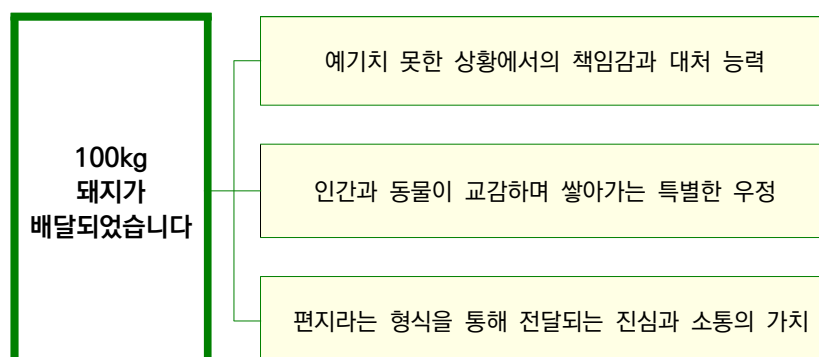 100kg
돼지가
배달되었습니다
예기치 못한 상황에서의 책임감과 대처 능력
인간과 동물이 교감하며 쌓아가는 특별한 우정
편지라는 형식을 통해 전달되는 진심과 소통의 가치